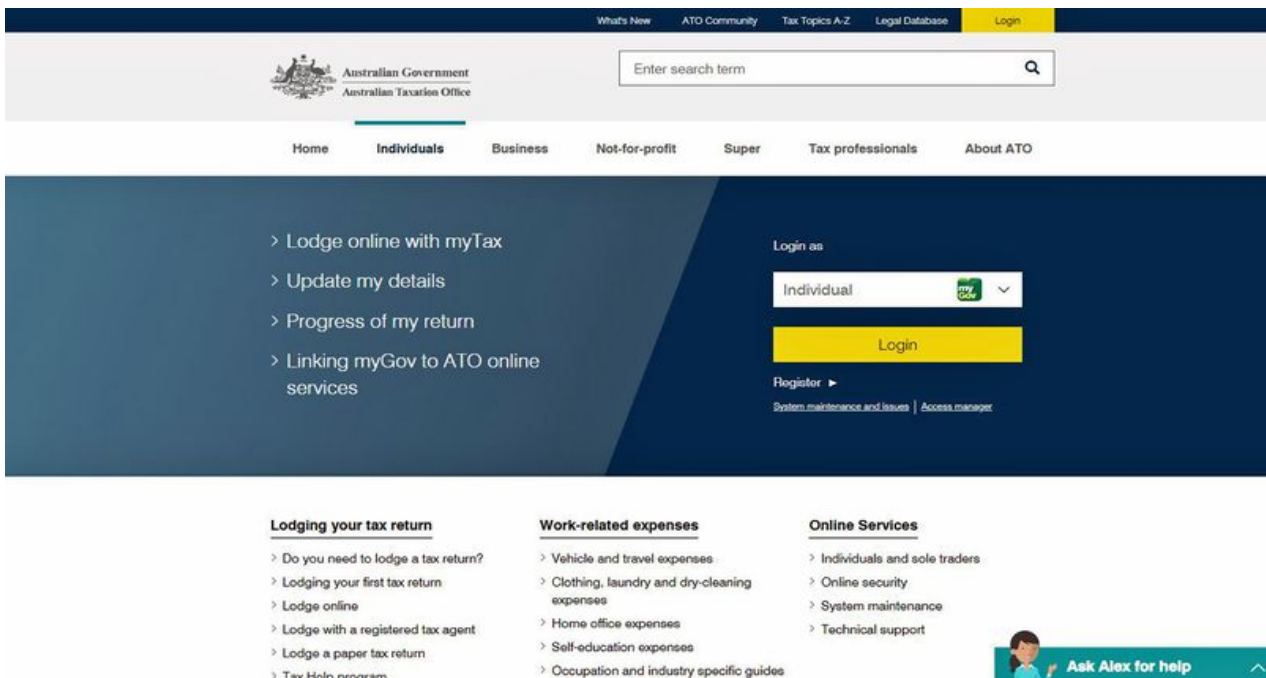 What's New ATO Community Tax Topics A-Z Legal Database Login
Australian Government
Australian Taxation Office
Enter search term
Home Individuals Business Not-for-profit Super Tax professionals About ATO
> Lodge online with myTax
> Update my details
> Progress of my return
> Linking myGov to ATO online
services
Login as
Individual my Gov
Login
Register ►
System maintenance and issues | Access manager
Lodging your tax return
> Do you need to lodge a tax return?
> Lodging your first tax return
> Lodge online
> Lodge with a registered tax agent
> Lodge a paper tax return
> Tax Help program
Work-related expenses
> Vehicle and travel expenses
> Clothing, laundry and dry-cleaning
expenses
> Home office expenses
> Self-education expenses
> Occupation and industry specific guides
Online Services
> Individuals and sole traders
> Online security
> System maintenance
> Technical support
Ask Alex for help